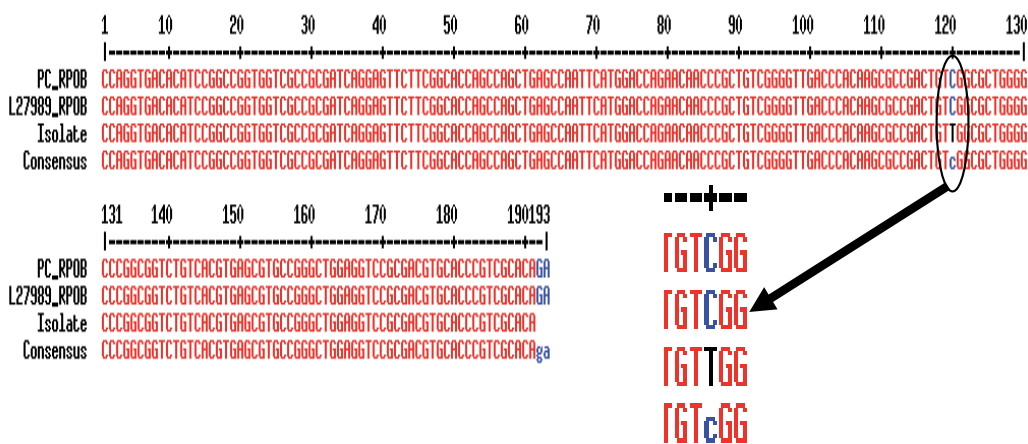 1 10 20 30 40 50 60 70 80 90 100 110 120 130
PC_RPOB CCAGGTGACACATCCGGCCGGTGGTCGCCGCGATCAGGAGTTCTTCGGCACCAGCCAGCTGAGCCAATTCATGGACCAGAACAACCCGCTGTCGGGGTTGACCCACAAGCGCCGACTGTCGGCGCTGGGG
L27989_RPOB CCAGGTGACACATCCGGCCGGTGGTCGCCGCGATCAGGAGTTCTTCGGCACCAGCCAGCTGAGCCAATTCATGGACCAGAACAACCCGCTGTCGGGGTTGACCCACAAGCGCCGACTGTCGGCGCTGGGG
Isolate CCAGGTGACACATCCGGCCGGTGGTCGCCGCGATCAGGAGTTCTTCGGCACCAGCCAGCTGAGCCAATTCATGGACCAGAACAACCCGCTGTCGGGGTTGACCCACAAGCGCCGACTGTTGGCGCTGGGG
Consensus CCAGGTGACACATCCGGCCGGTGGTCGCCGCGATCAGGAGTTCTTCGGCACCAGCCAGCTGAGCCAATTCATGGACCAGAACAACCCGCTGTCGGGGTTGACCCACAAGCGCCGACTGTcGGCGCTGGGG
131 140 150 160 170 180 190193
PC_RPOB CCCGGCGGTCTGTCACGTGAGCGTGCCGGGCTGGAGGTCCGCGACGTGCACCCGTCGCACAGA
L27989_RPOB CCCGGCGGTCTGTCACGTGAGCGTGCCGGGCTGGAGGTCCGCGACGTGCACCCGTCGCACAGA
Isolate CCCGGCGGTCTGTCACGTGAGCGTGCCGGGCTGGAGGTCCGCGACGTGCACCCGTCGCACA
Consensus CCCGGCGGTCTGTCACGTGAGCGTGCCGGGCTGGAGGTCCGCGACGTGCACCCGTCGCACAga
TGTCGG
TGTCGG
TGTTGG
TGTcGG